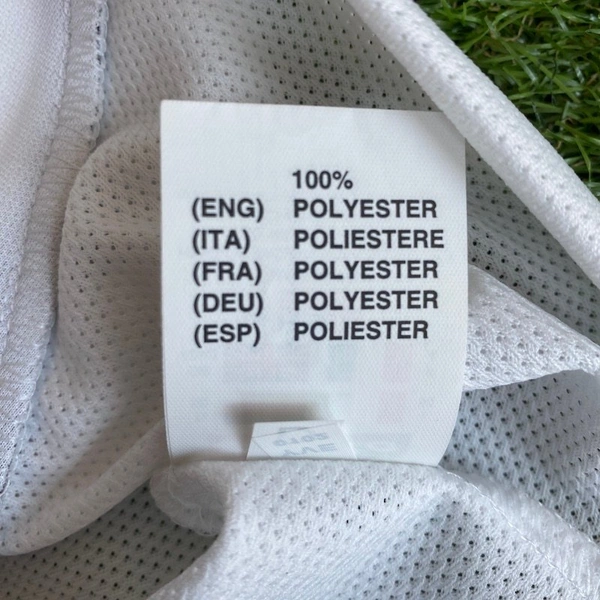 100%
(ENG) POLYESTER
(ITA) POLIESTERE
(FRA) POLYESTER
(DEU) POLYESTER
(ESP) POLIESTER